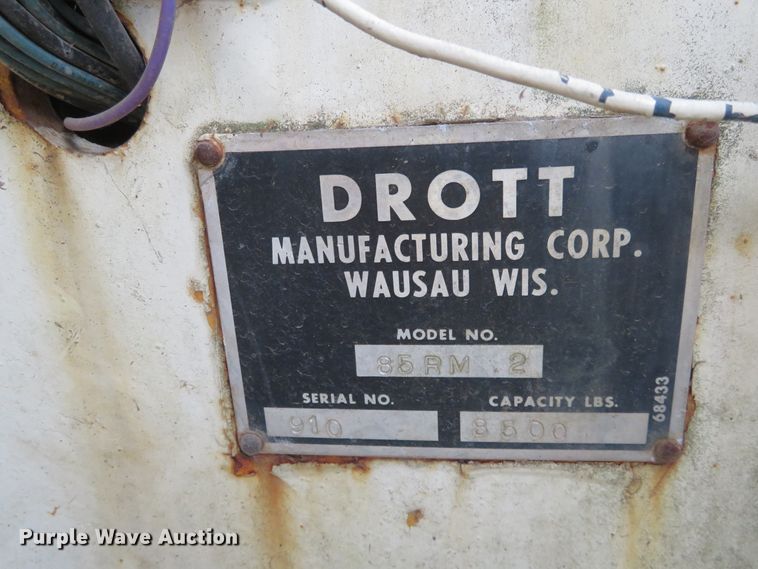 DROTT
MANUFACTURING CORP.
WAUSAU WIS.
MODEL NO.
85RM 2
SERIAL NO. CAPACITY LBS.
910 8500
68433
Purple Wave Auction